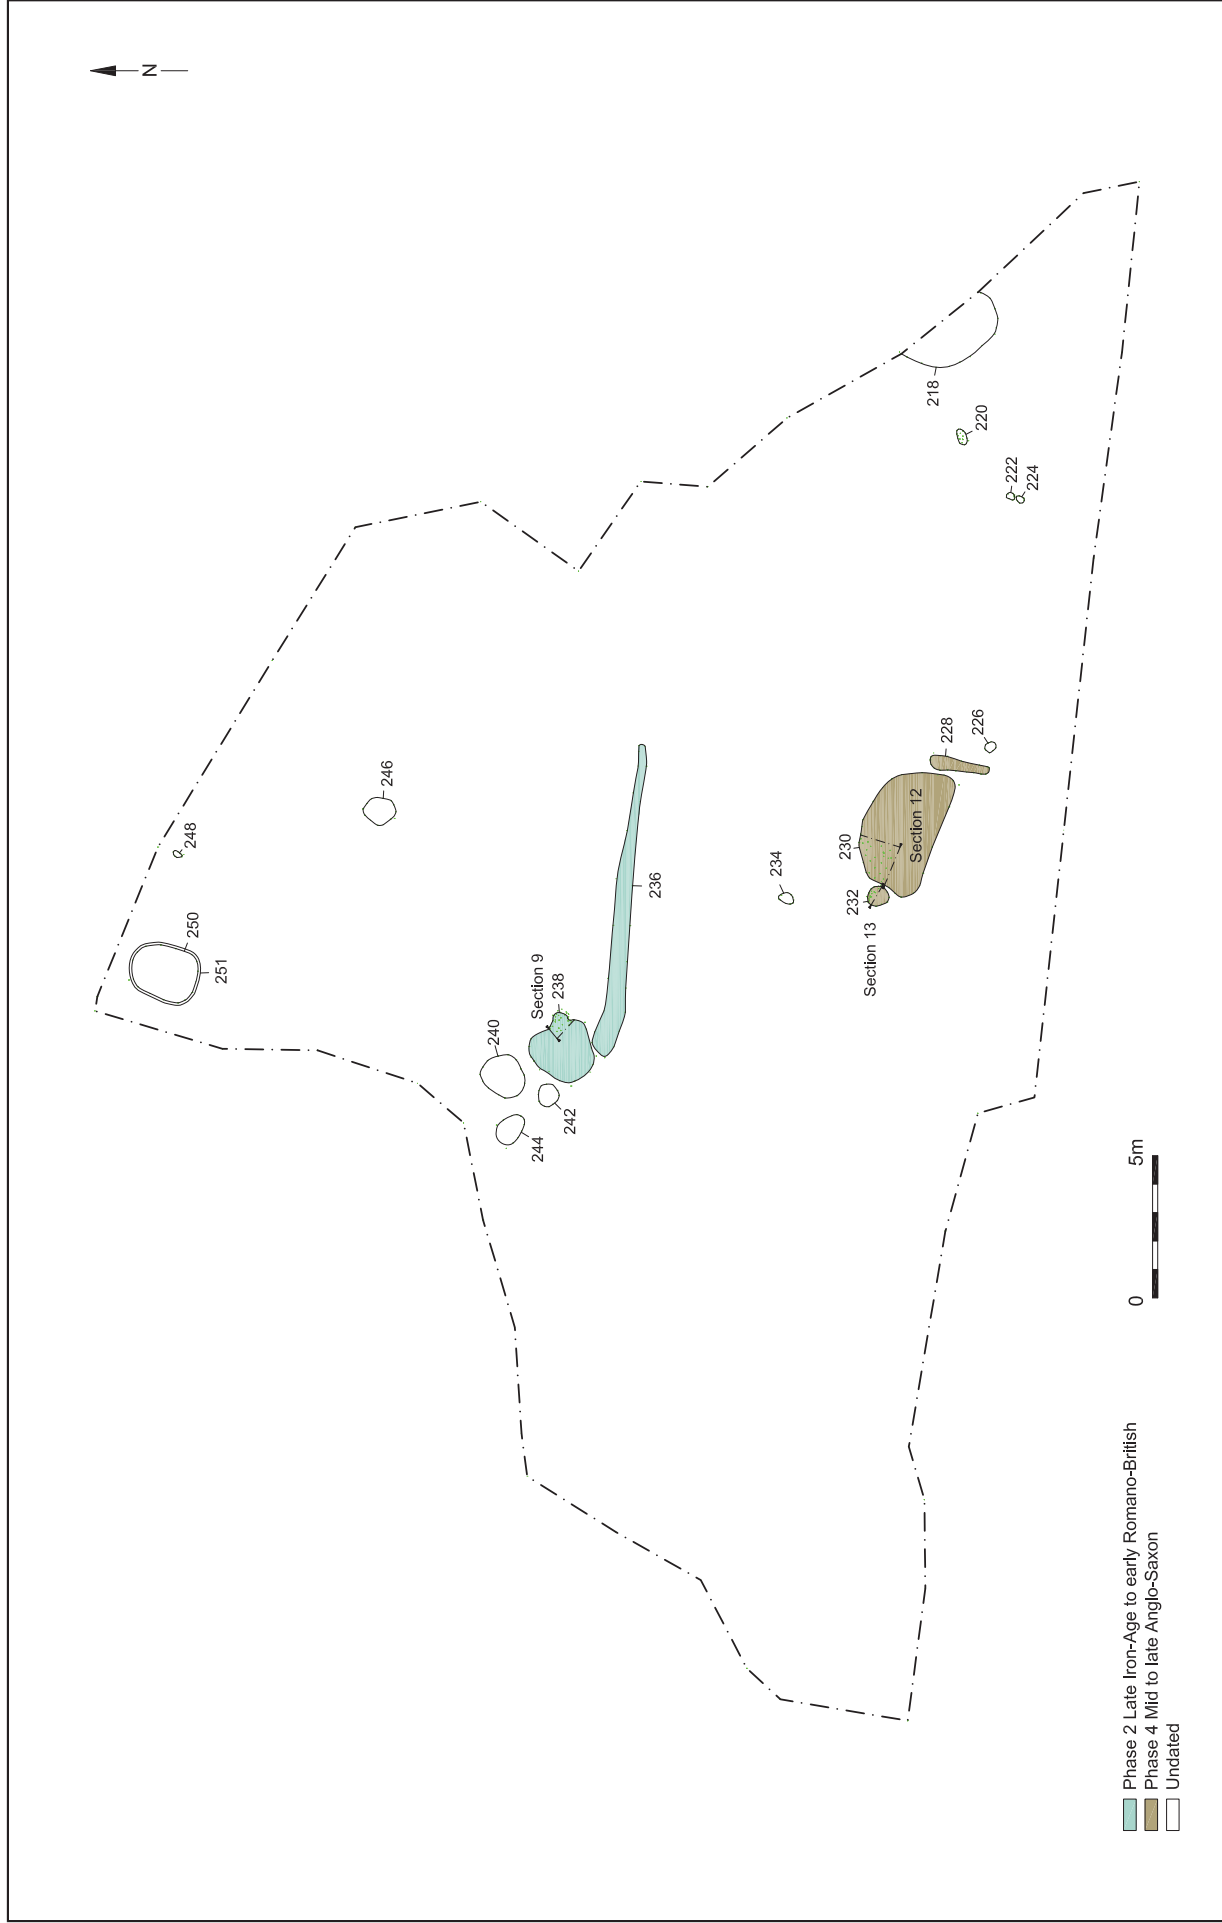 N
248
250
251
246
240
Section 9
238
242
244
236
234
218
220
222
224
226
228
230
Section 12
232
Section 13
0
5m
Phase 2 Late Iron-Age to early Romano-British
Phase 4 Mid to late Anglo-Saxon
Undated